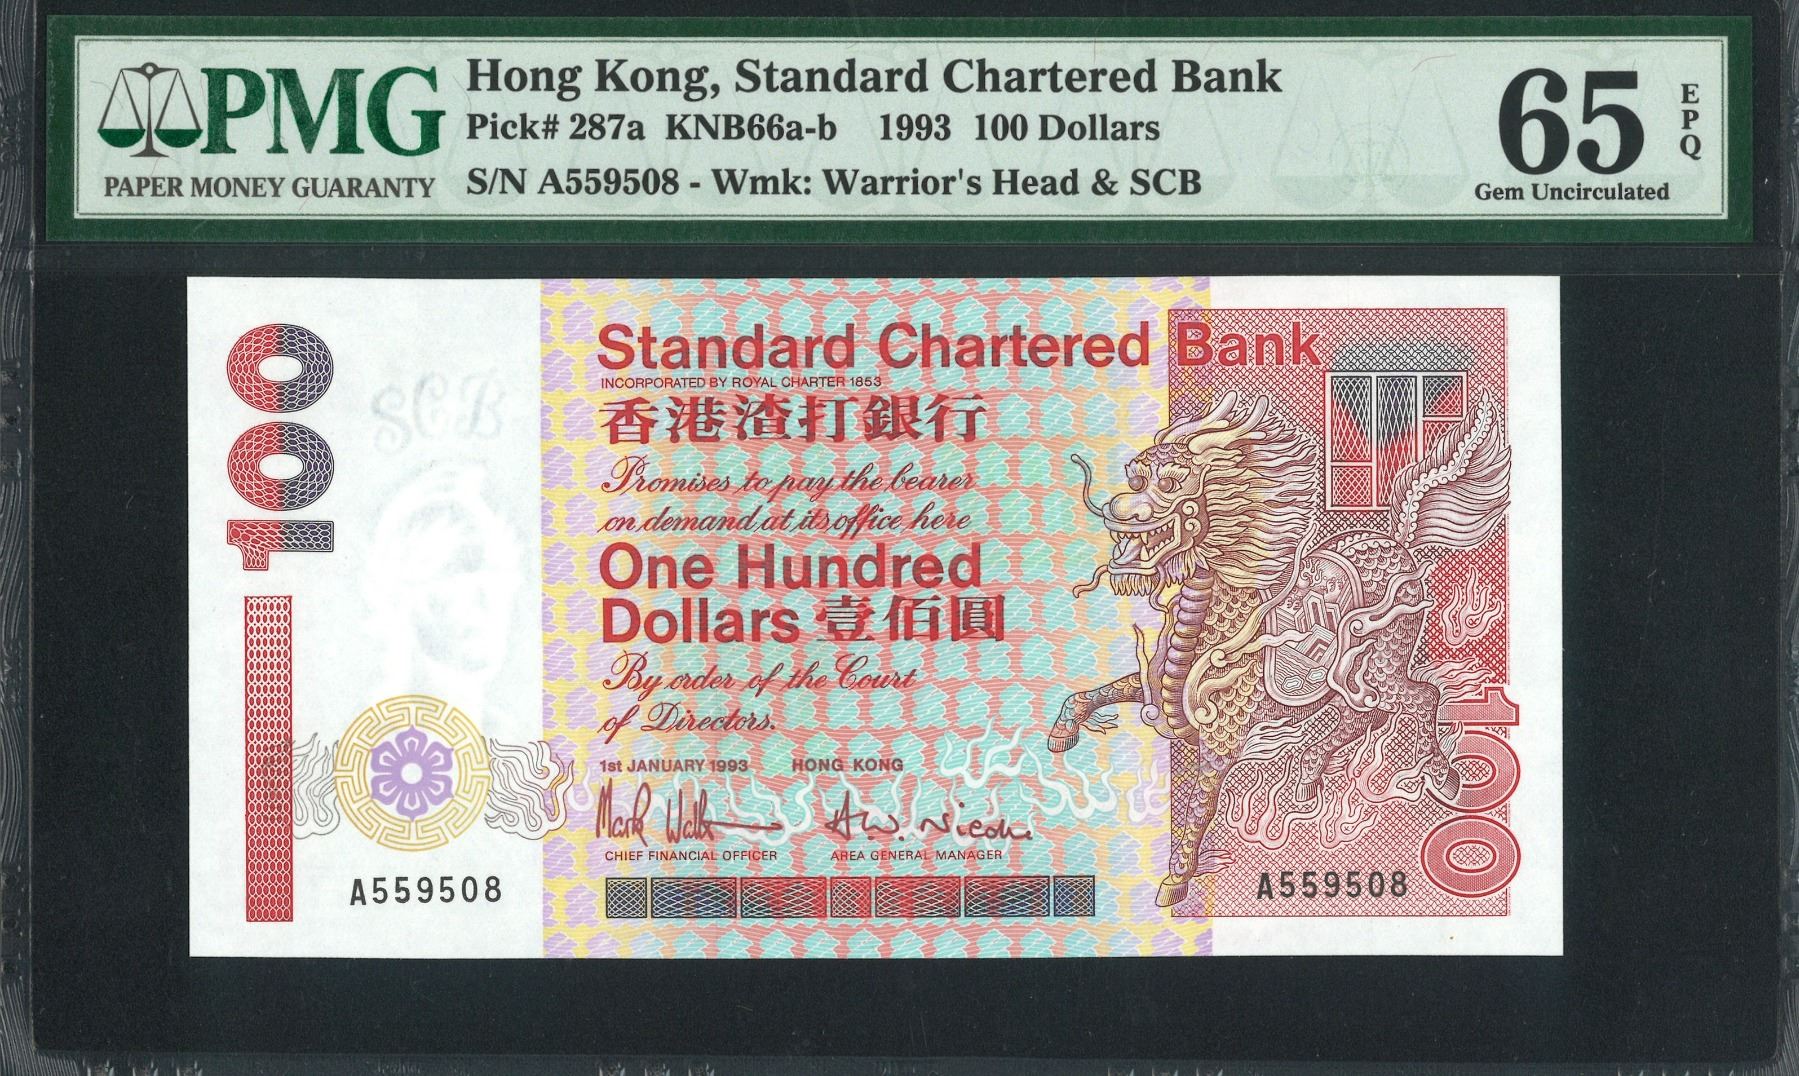 PMG
PAPER MONEY GUARANTY
Hong Kong, Standard Chartered Bank
Pick# 287a KNB66a-b 1993 100 Dollars
S/N A559508 - Wmk: Warrior's Head & SCB
65
EPQ
Gem Uncirculated
100
SCB
Standard Chartered Bank
INCORPORATED BY ROYAL CHARTER 1853
香港渣打銀行
Promises to pay the bearer
on demand at its office here
One Hundred
Dollars 壹佰圓
By order of the Court
of Directors.
1st JANUARY 1993 HONG KONG
CHIEF FINANCIAL OFFICER AREA GENERAL MANAGER
A559508
A559508
100